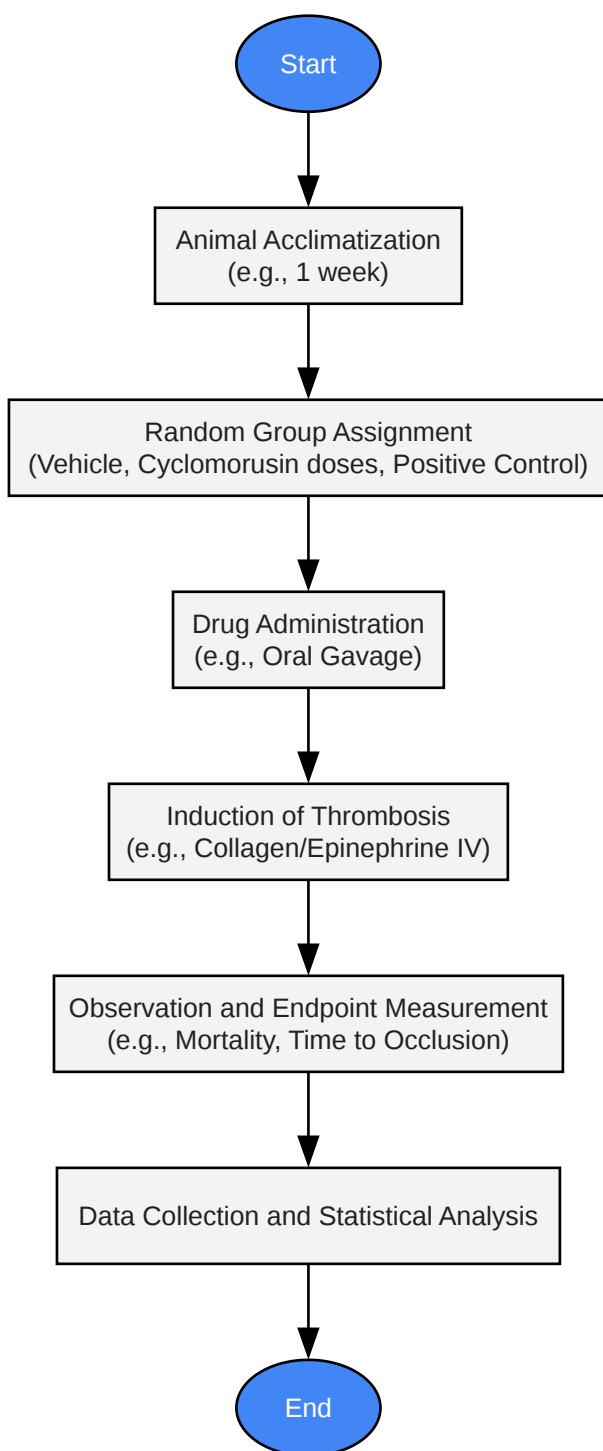 Start
Animal Acclimatization
(e.g., 1 week)
Random Group Assignment
(Vehicle, Cyclomorusin doses, Positive Control)
Drug Administration
(e.g., Oral Gavage)
Induction of Thrombosis
(e.g., Collagen/Epinephrine IV)
Observation and Endpoint Measurement
(e.g., Mortality, Time to Occlusion)
Data Collection and Statistical Analysis
End